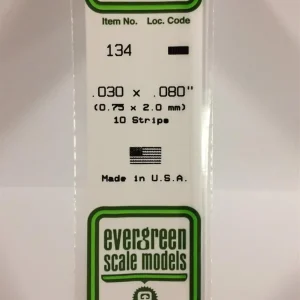 Item No. Loc. Code
134
.030 x .080"
(0.75 x 2.0 mm)
10 Strips
Made in U.S.A.
evergreen
scale models